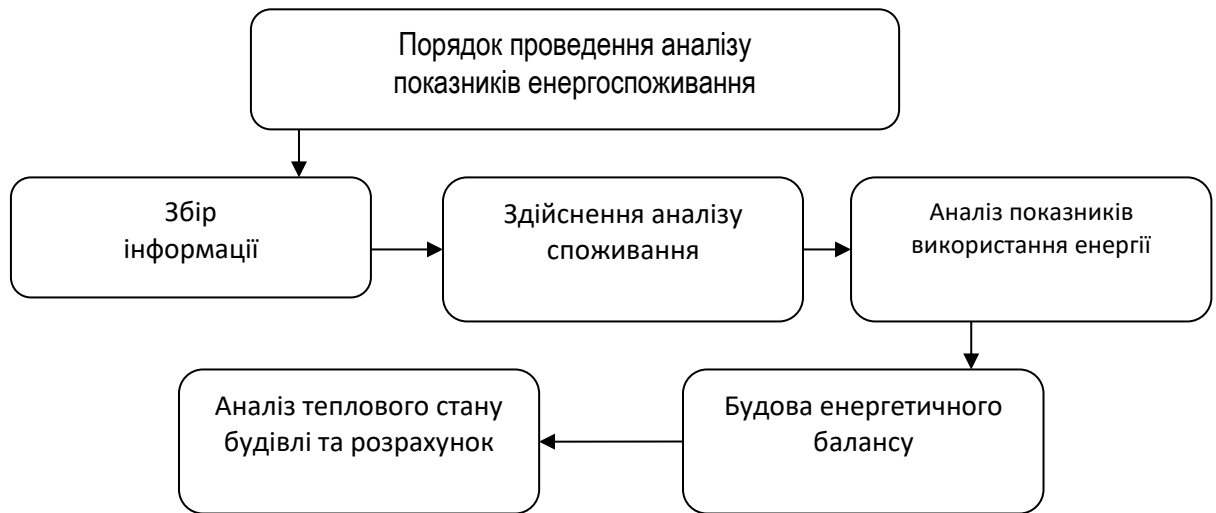 Порядок проведення аналізу
показників енергоспоживання
Збір
інформації
Здійснення аналізу
споживання
Аналіз показників
використання енергії
Будова енергетичного
балансу
Аналіз теплового стану
будівлі та розрахунок